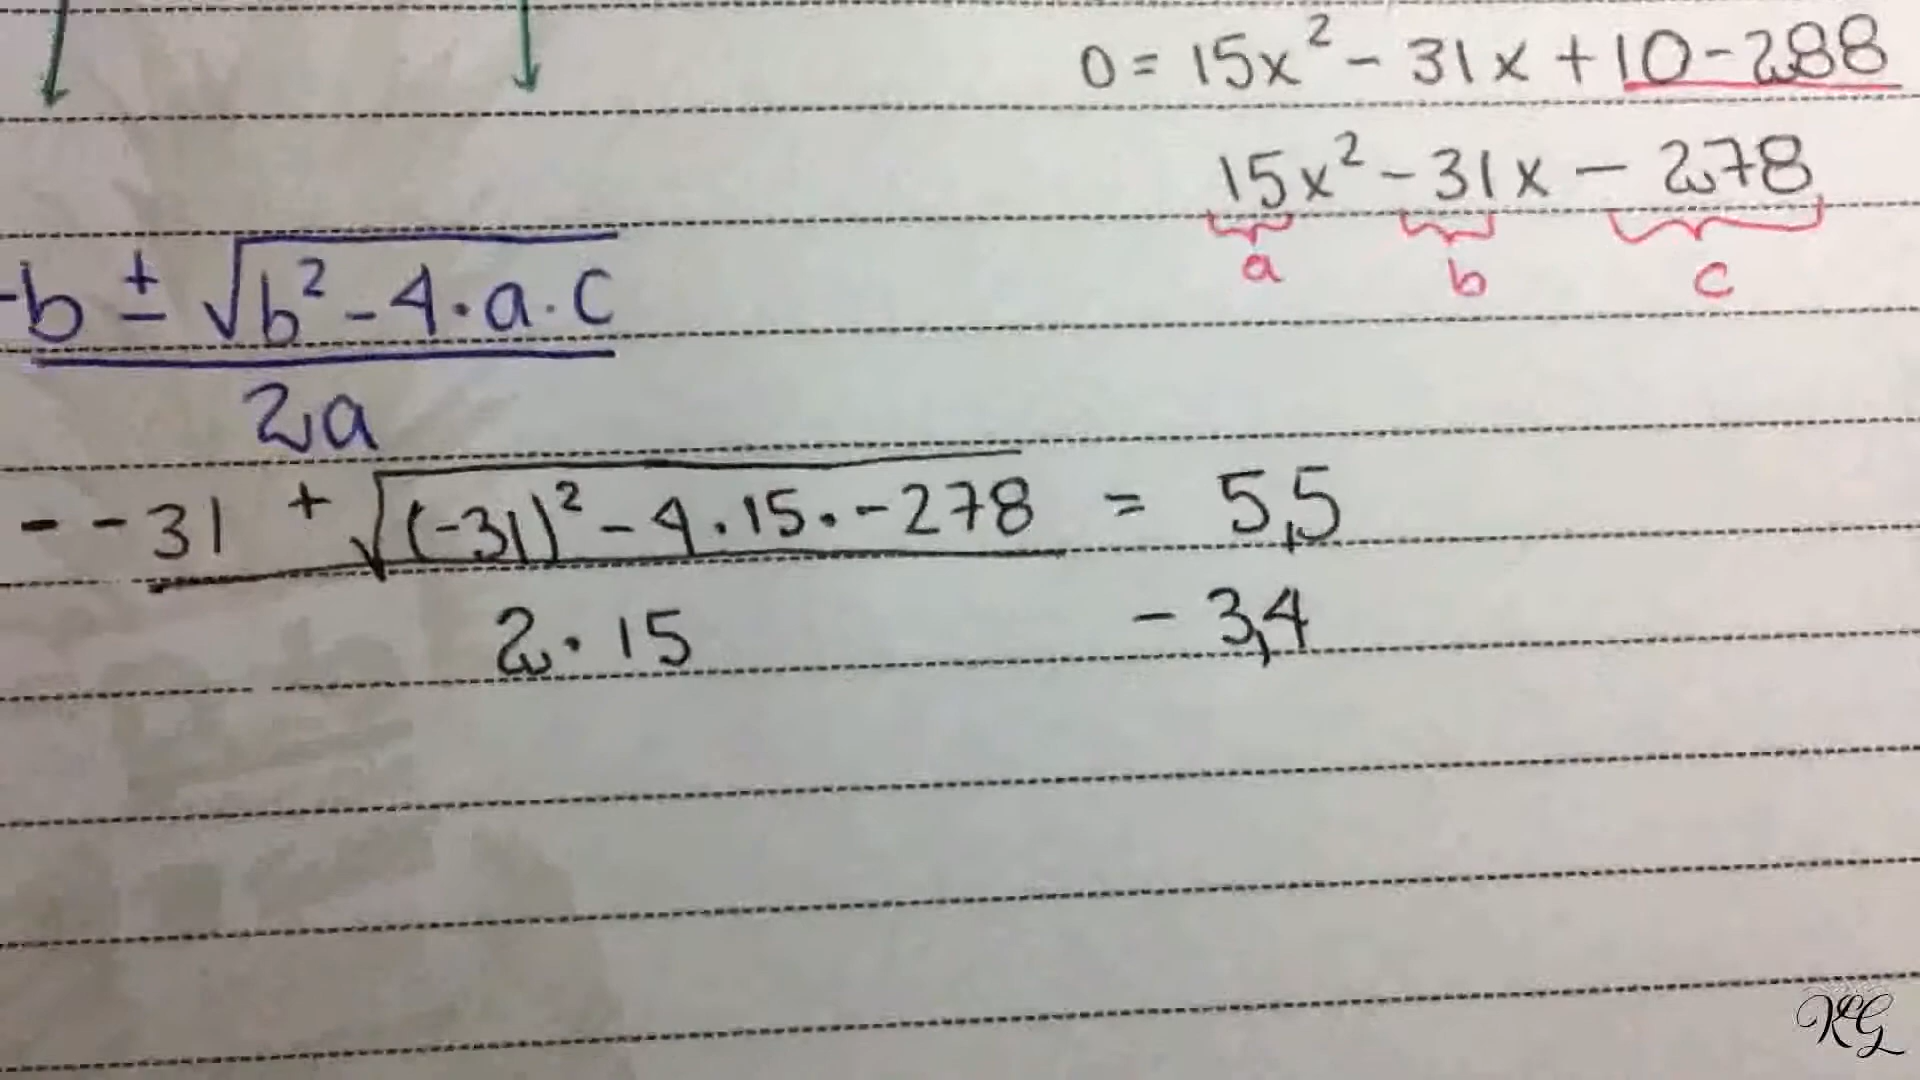 0 = 15x² - 31x + 10 - 288
15x² - 31x - 278
a b c
-b ± √b² - 4·a·c
2a
- -31 + √(-31)² - 4·15·-278 = 5,5
2·15 - 3,4
KG